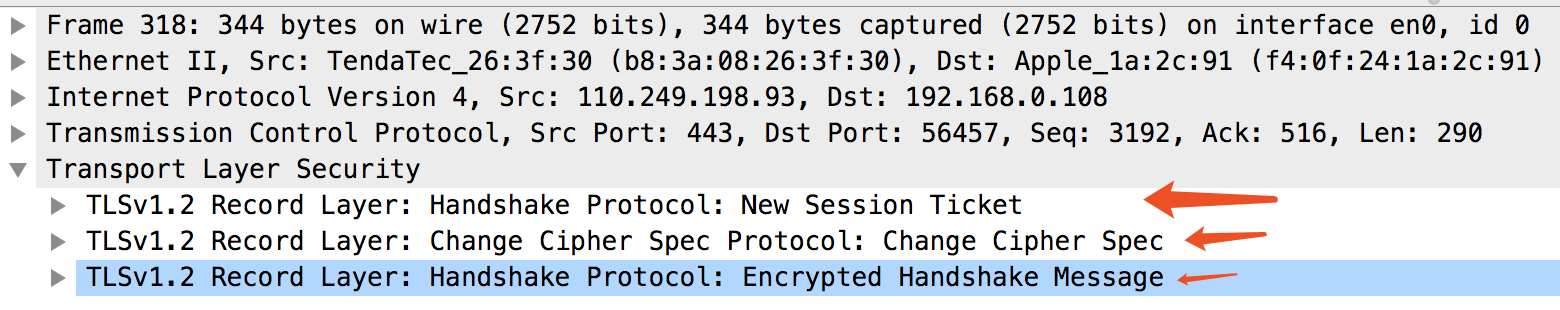 Frame 318: 344 bytes on wire (2752 bits), 344 bytes captured (2752 bits) on interface en0, id 0
Ethernet II, Src: TendaTec_26:3f:30 (b8:3a:08:26:3f:30), Dst: Apple_1a:2c:91 (f4:0f:24:1a:2c:91)
Internet Protocol Version 4, Src: 110.249.198.93, Dst: 192.168.0.108
Transmission Control Protocol, Src Port: 443, Dst Port: 56457, Seq: 3192, Ack: 516, Len: 290
Transport Layer Security
TLSv1.2 Record Layer: Handshake Protocol: New Session Ticket
TLSv1.2 Record Layer: Change Cipher Spec Protocol: Change Cipher Spec
TLSv1.2 Record Layer: Handshake Protocol: Encrypted Handshake Message